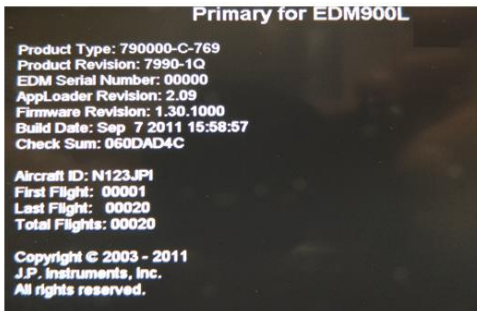 Primary for EDM900L
Product Type: 790000-C-769
Product Revision: 7990-1Q
EDM Serial Number: 00000
AppLoader Revision: 2.09
Firmware Revision: 1.30.1000
Build Date: Sep 7 2011 15:58:57
Check Sum: 060DAD4C
Aircraft ID: N123JPI
First Flight: 00001
Last Flight: 00020
Total Flights: 00020
Copyright © 2003 - 2011
J.P. Instruments, Inc.
All rights reserved.